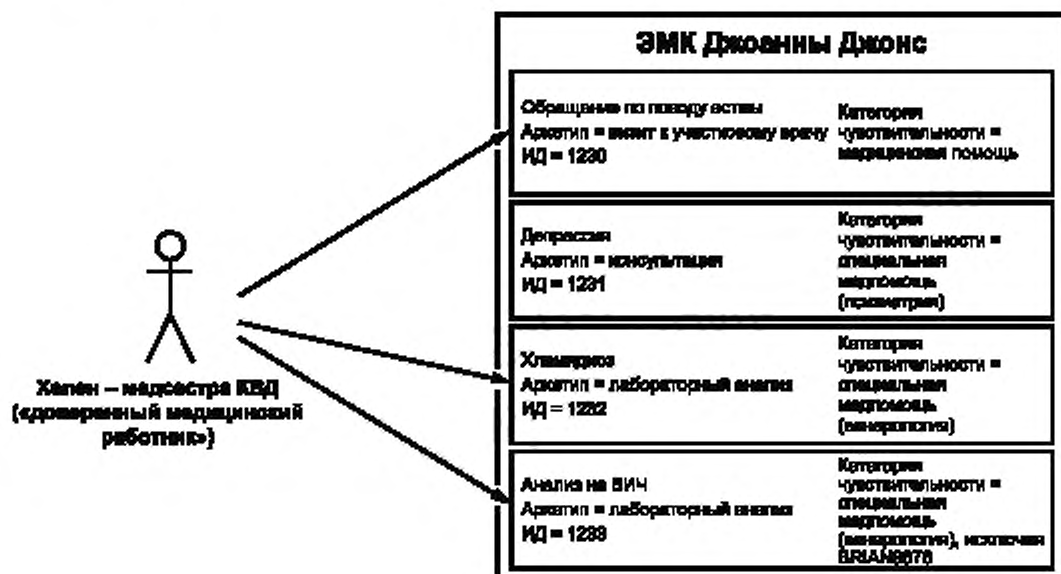 ЭМК Джоанны Джонс
Обращение по поводу астмы
Архетип = визит к участковому врачу
ИД = 1230
Категория
чувствительности =
медицинская помощь
Депрессия
Архетип = консультация
ИД = 1231
Категория
чувствительности =
специальная
медпомощь
(психиатрия)
Хламидиоз
Архетип = лабораторный анализ
ИД = 1232
Категория
чувствительности =
специальная
медпомощь
(венерология)
Анализ на ВИЧ
Архетип = лабораторный анализ
ИД = 1233
Категория
чувствительности =
специальная
медпомощь
(венерология), исключая
Хелен – медсестра КВД
(«доверенный медицинский
работник»)